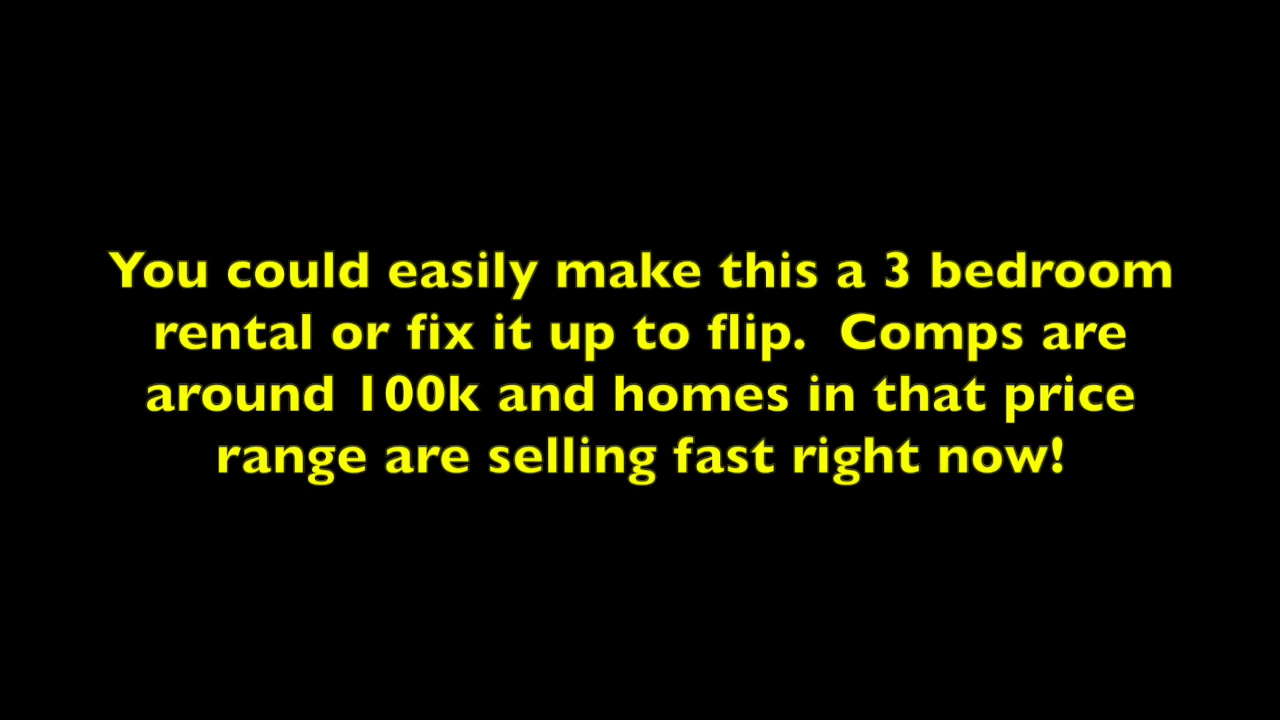 You could easily make this a 3 bedroom
rental or fix it up to flip.  Comps are
around 100k and homes in that price
range are selling fast right now!